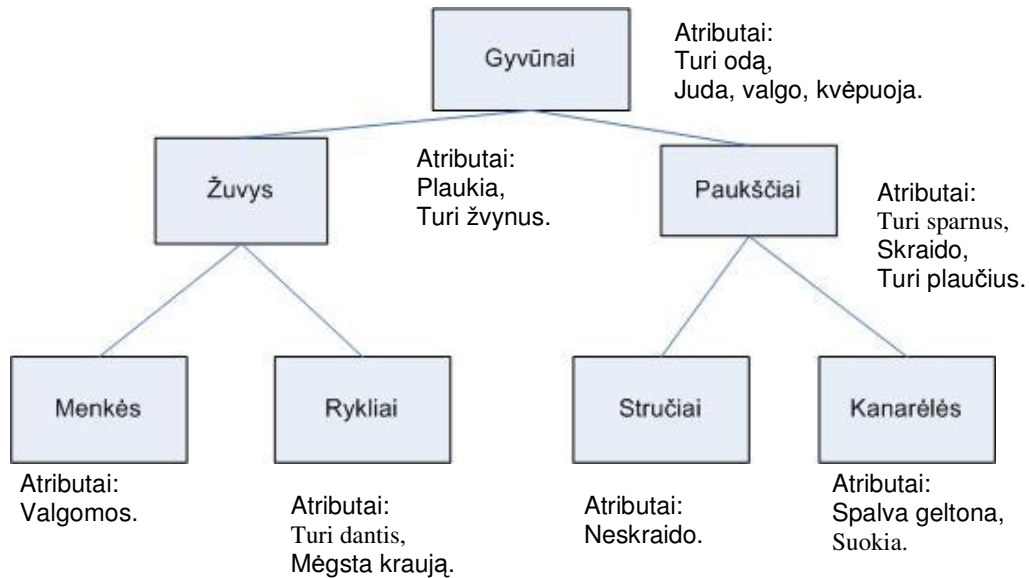 Gyvūnai
Atributai:
Turi odą,
Juda, valgo, kvėpuoja.
Žuvys
Atributai:
Plaukia,
Turi žvynus.
Paukščiai
Atributai:
Turi sparnus,
Skraido,
Turi plaučius.
Menkės
Atributai:
Valgomos.
Rykliai
Atributai:
Turi dantis,
Mėgsta kraują.
Stručiai
Atributai:
Neskraido.
Kanarėlės
Atributai:
Spalva geltona,
Suokia.